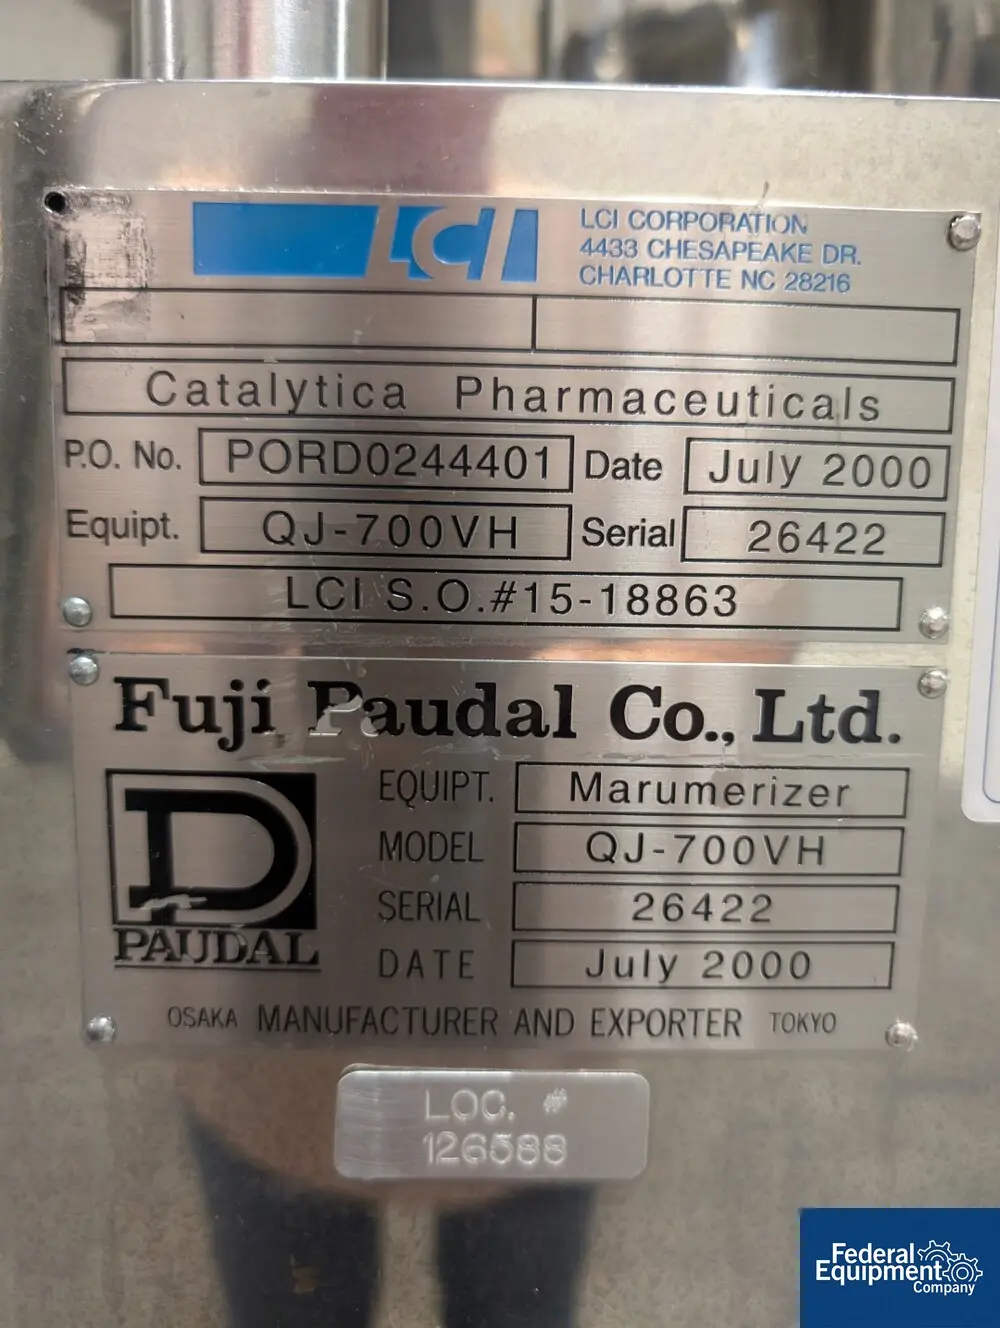 LCI
LCI CORPORATION
4433 CHESAPEAKE DR.
CHARLOTTE NC 28216
Catalytica Pharmaceuticals
P.O. No. PORD0244401 Date July 2000
Equipt. QJ-700VH Serial 26422
LCI S.O.#15-18863
Fuji Paudal Co., Ltd.
EQUIPT. Marumerizer
MODEL QJ-700VH
SERIAL 26422
DATE July 2000
PAUDAL
OSAKA MANUFACTURER AND EXPORTER TOKYO
LOC. #
126588
Federal
Equipment
Company